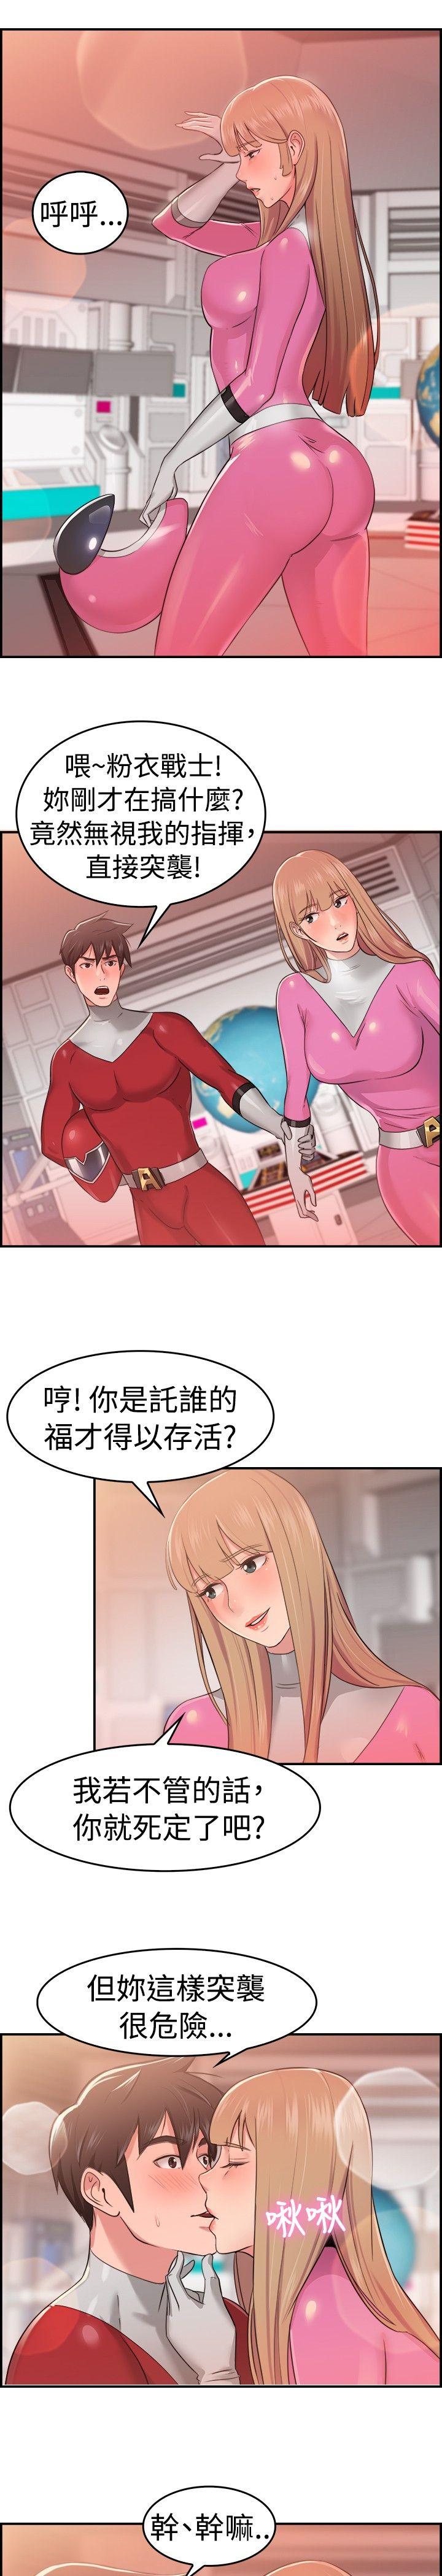 呼呼...
喂~粉衣戰士!
妳剛才在搞什麼?
竟然無視我的指揮，
直接突襲!
哼! 你是託誰的
福才得以存活?
我若不管的話，
你就死定了吧?
但妳這樣突襲
很危險...
啾啾
幹、幹嘛..